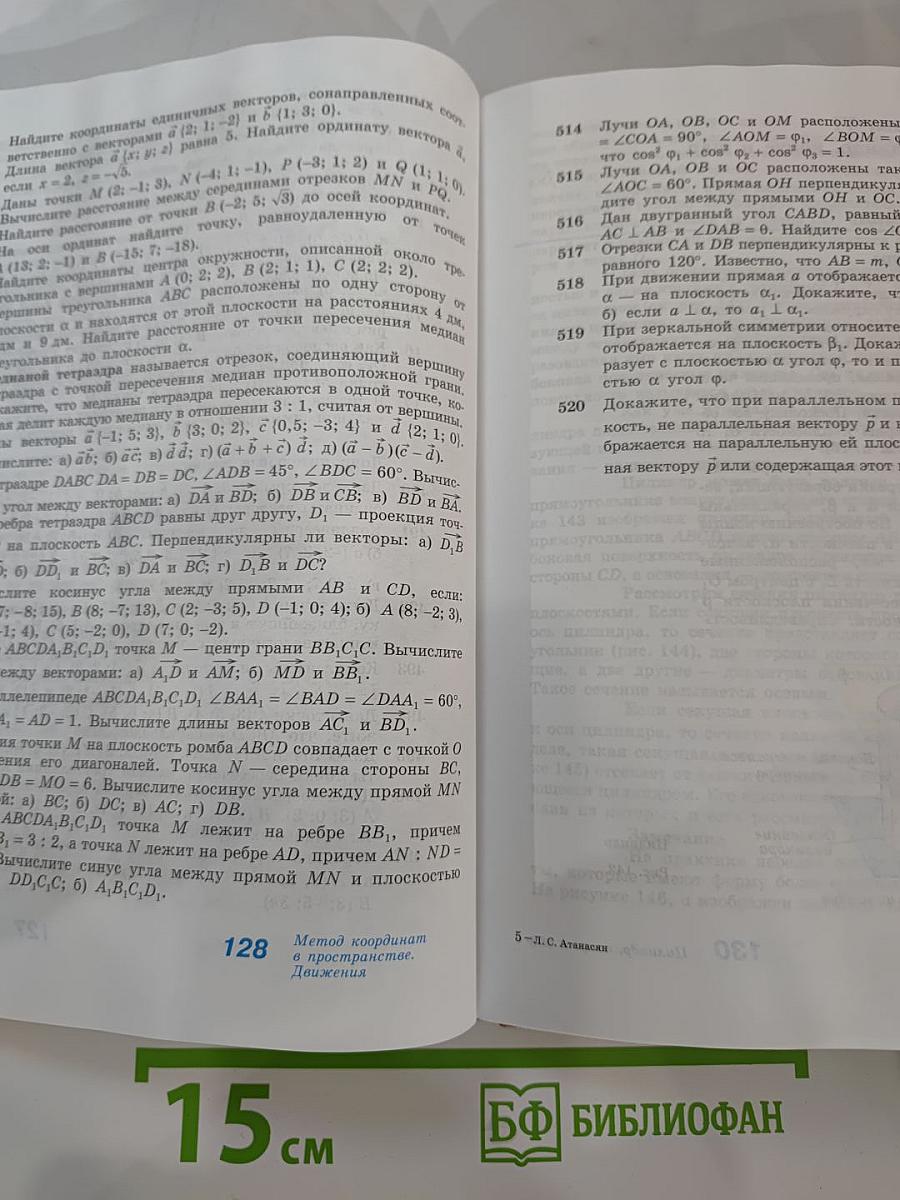 Найдите координаты единичных векторов, сонаправленных соот-
ветственно с векторами a⃗ {2; 1; −2} и b⃗ {1; 3; 0}.
Длина вектора a⃗ {x; y; z} равна 5. Найдите ординату вектора a⃗,
если x = 2, z = −√5.
Даны точки M (2; −1; 3), N (−4; 1; −1), P (−3; 1; 2) и Q (1; 1; 0).
Вычислите расстояние между серединами отрезков MN и PQ.
Найдите расстояние от точки B (−2; 5; √3) до осей координат.
На оси ординат найдите точку, равноудаленную от точек
(13; 2; −1) и B (−15; 7; −18).
Найдите координаты центра окружности, описанной около тре-
угольника с вершинами A (0; 2; 2), B (2; 1; 1), C (2; 2; 2).
вершины треугольника ABC расположены по одну сторону от
плоскости α и находятся от этой плоскости на расстояниях 4 дм,
дм и 9 дм. Найдите расстояние от точки пересечения медиан
треугольника до плоскости α.
едианой тетраэдра называется отрезок, соединяющий вершину
траэдра с точкой пересечения медиан противоположной грани.
кажите, что медианы тетраэдра пересекаются в одной точке, ко-
ая делит каждую медиану в отношении 3 : 1, считая от вершины.
ны векторы a⃗ {−1; 5; 3}, b⃗ {3; 0; 2}, c⃗ {0,5; −3; 4} и d⃗ {2; 1; 0}.
числите: а) a⃗b⃗; б) a⃗c⃗; в) d⃗d⃗; г) (a⃗ + b⃗ + c⃗) d⃗; д) (a⃗ − b⃗)(c⃗ − d⃗).
траэдре DABC DA = DB = DC, ∠ADB = 45°, ∠BDC = 60°. Вычис-
угол между векторами: а) DA⃗ и BD⃗; б) DB⃗ и CB⃗; в) BD⃗ и BA⃗.
ребра тетраэдра ABCD равны друг другу, D₁ — проекция точ-
на плоскость ABC. Перпендикулярны ли векторы: а) D₁B⃗
; б) DD₁⃗ и BC⃗; в) DA⃗ и BC⃗; г) D₁B⃗ и DC⃗?
слите косинус угла между прямыми AB и CD, если:
7; −8; 15), B (8; −7; 13), C (2; −3; 5), D (−1; 0; 4); б) A (8; −2; 3),
−1; 4), C (5; −2; 0), D (7; 0; −2).
ABCDA₁B₁C₁D₁ точка M — центр грани BB₁C₁C. Вычислите
между векторами: а) A₁D⃗ и AM⃗; б) MD⃗ и BB₁⃗.
ллелепипеде ABCDA₁B₁C₁D₁ ∠BAA₁ = ∠BAD = ∠DAA₁ = 60°,
A₁ = AD = 1. Вычислите длины векторов AC₁⃗ и BD₁⃗.
ия точки M на плоскость ромба ABCD совпадает с точкой O
ения его диагоналей. Точка N — середина стороны BC,
DB = MO = 6. Вычислите косинус угла между прямой MN
й: а) BC; б) DC; в) AC; г) DB.
ABCDA₁B₁C₁D₁ точка M лежит на ребре BB₁, причем
B₁ = 3 : 2, а точка N лежит на ребре AD, причем AN : ND =
Вычислите синус угла между прямой MN и плоскостью
DD₁C₁C; б) A₁B₁C₁D₁.
128 Метод координат
в пространстве.
Движения
514 Лучи OA, OB, OC и OM расположены
= ∠COA = 90°, ∠AOM = φ₁, ∠BOM = φ
что cos² φ₁ + cos² φ₂ + cos² φ₃ = 1.
515 Лучи OA, OB и OC расположены так
∠AOC = 60°. Прямая OH перпендикуля
дите угол между прямыми OH и OC.
516 Дан двугранный угол CABD, равный
AC ⊥ AB и ∠DAB = θ. Найдите cos ∠C
517 Отрезки CA и DB перпендикулярны к р
равного 120°. Известно, что AB = m, C
518 При движении прямая a отображаетс
α — на плоскость α₁. Докажите, чт
б) если a ⊥ α, то a₁ ⊥ α₁.
519 При зеркальной симметрии относите
отображается на плоскость β₁. Докаж
разует с плоскостью α угол φ, то и п
стью α угол φ.
520 Докажите, что при параллельном п
кость, не параллельная вектору p⃗ и н
бражается на параллельную ей плос
ная вектору p⃗ или содержащая этот в
5 – Л. С. Атанасян
15 см
БФ БИБЛИОФАН